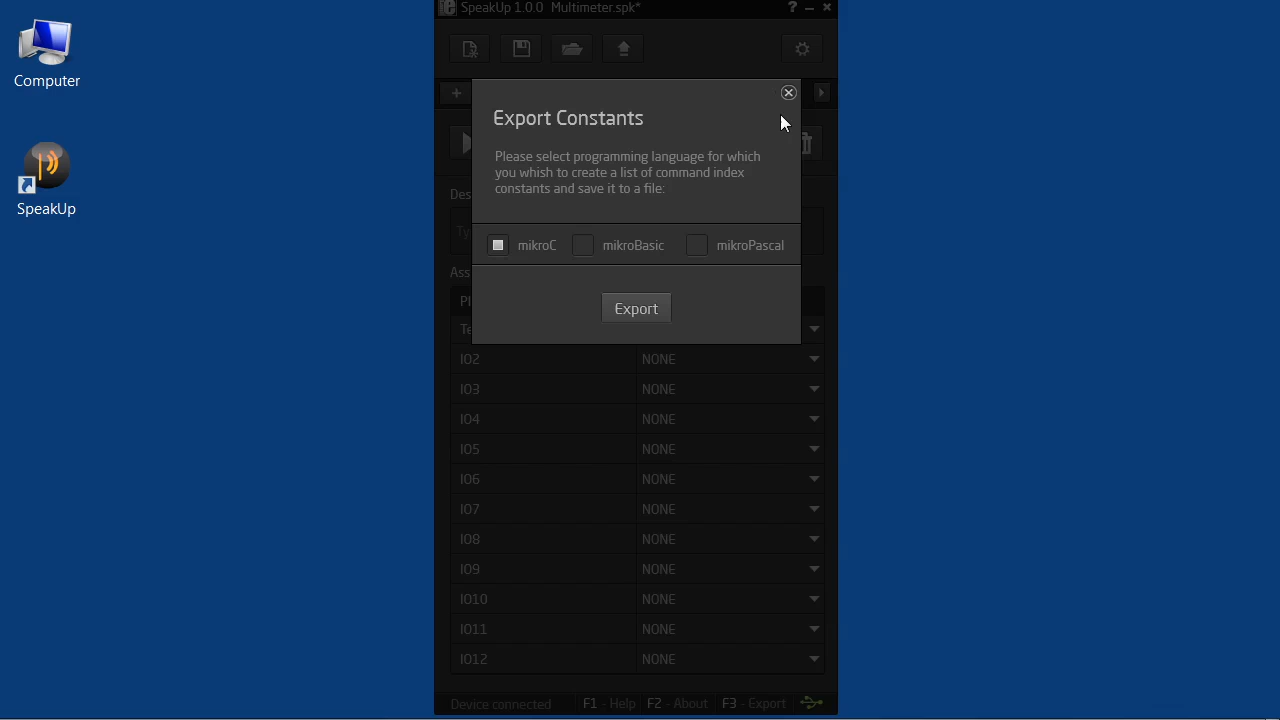 Computer
SpeakUp
SpeakUp 1.0.0 Multimeter.spk*
?
Export Constants
Please select programming language for which
you whish to create a list of command index
constants and save it to a file:
mikroC mikroBasic mikroPascal
Export
IO2 NONE
IO3 NONE
IO4 NONE
IO5 NONE
IO6 NONE
IO7 NONE
IO8 NONE
IO9 NONE
IO10 NONE
IO11 NONE
IO12 NONE
Device connected F1 - Help F2 - About F3 - Export